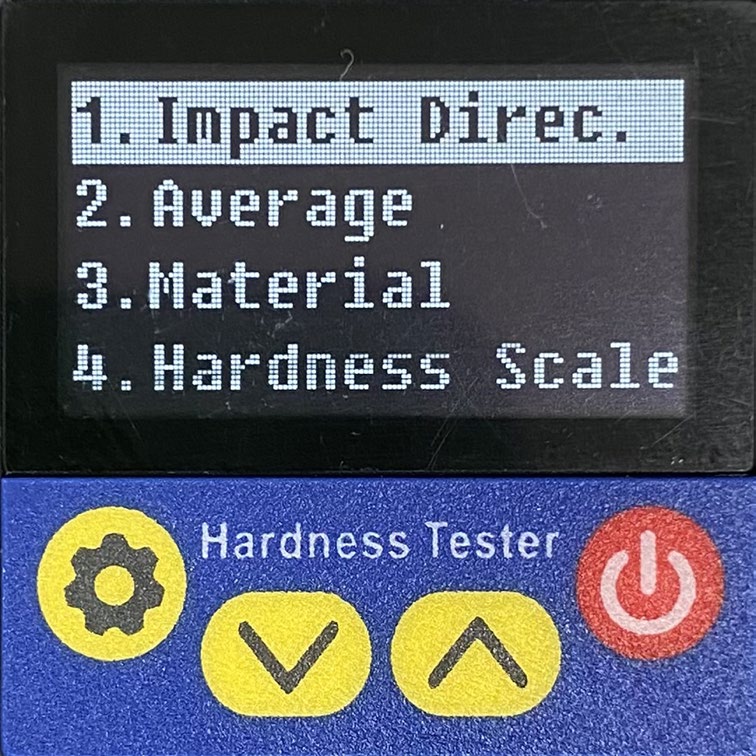 1.Impact Direc.
2.Average
3.Material
4.Hardness Scale
Hardness Tester